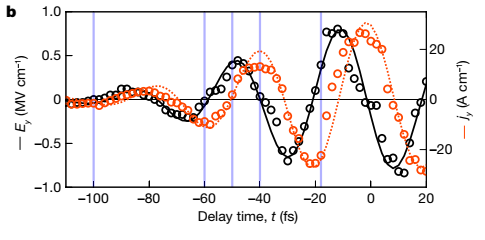 b
1.0
0.5
0
−0.5
−1.0
— E_y (MV cm⁻¹)
20
0
−20
— j_y (A cm⁻¹)
−100 −80 −60 −40 −20 0 20
Delay time, t (fs)